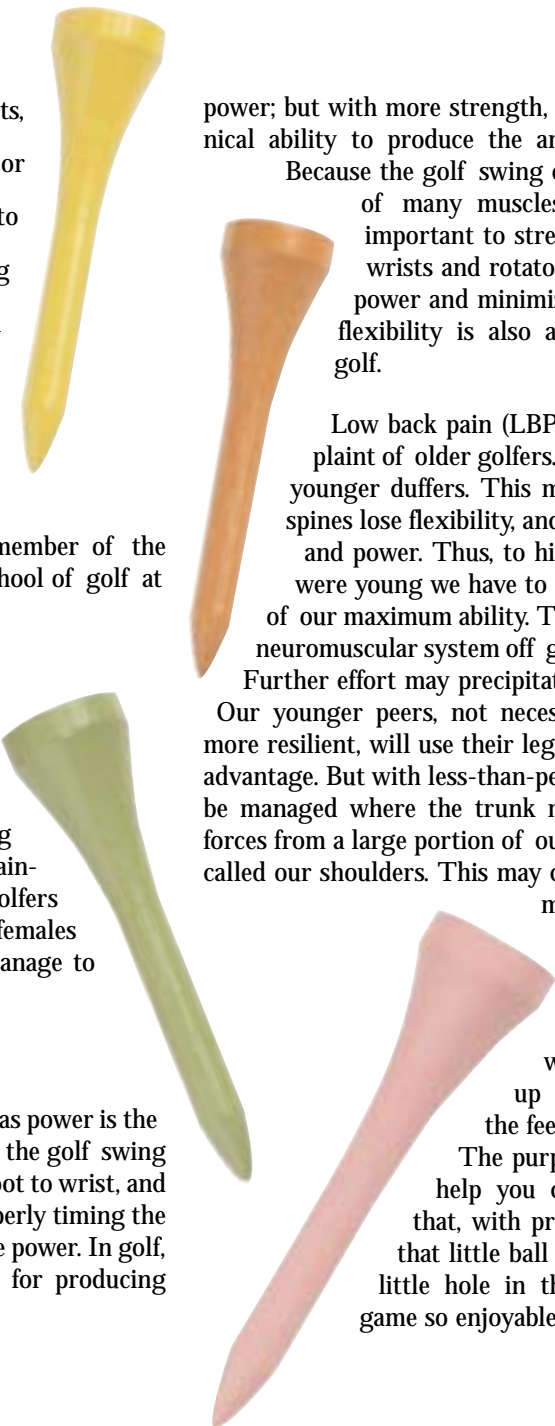 ts,
or
to
g
member of the
hool of golf at
g
ain-
olfers
females
anage to
as power is the
the golf swing
oot to wrist, and
perly timing the
e power. In golf,
for producing
power; but with more strength,
nical ability to produce the
Because the golf swing
of many muscles
important to stre
wrists and rotato
power and minimi
flexibility is also a
golf.
Low back pain (LBP
plaint of older golfers.
younger duffers. This m
spines lose flexibility, and
and power. Thus, to hi
were young we have to
of our maximum ability. T
neuromuscular system off g
Further effort may precipitat
Our younger peers, not neces
more resilient, will use their leg
advantage. But with less-than-pe
be managed where the trunk
forces from a large portion of ou
called our shoulders. This may
m
w
up
the fee
The purp
help you
that, with pr
that little ball
little hole in th
game so enjoyable